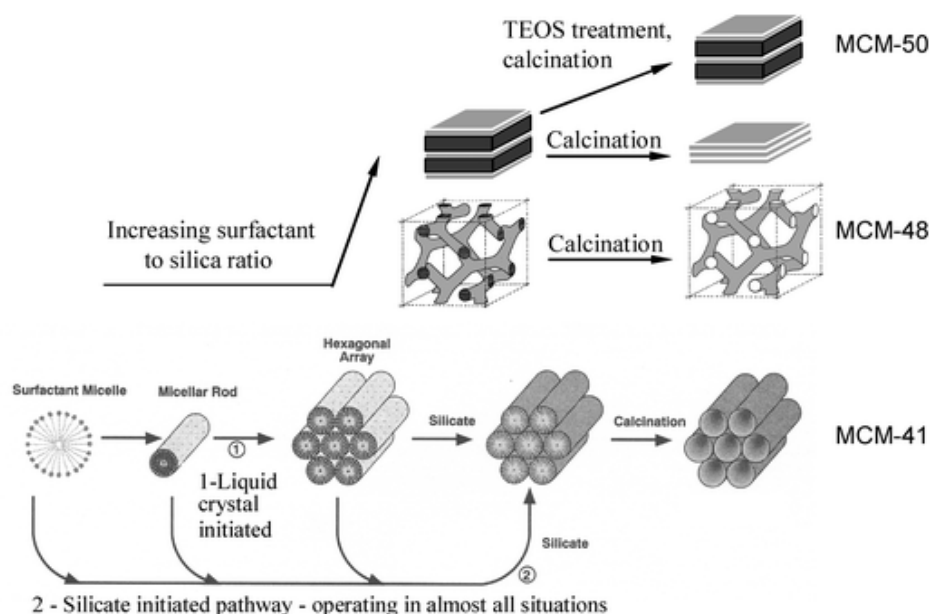 TEOS treatment,
calcination
MCM-50
Calcination
Increasing surfactant
to silica ratio
Calcination
MCM-48
Hexagonal
Array
Surfactant Micelle
Micellar Rod
Silicate
Calcination
MCM-41
①
1-Liquid
crystal
initiated
Silicate
②
2 - Silicate initiated pathway - operating in almost all situations